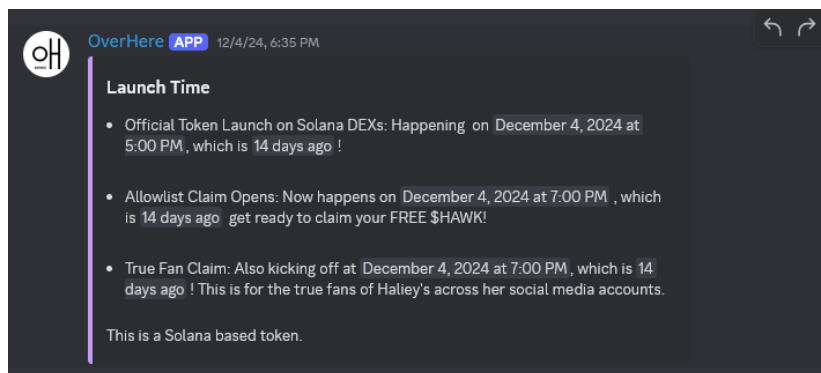 OverHere APP 12/4/24, 6:35 PM
Launch Time
• Official Token Launch on Solana DEXs: Happening on December 4, 2024 at
5:00 PM, which is 14 days ago !
• Allowlist Claim Opens: Now happens on December 4, 2024 at 7:00 PM , which
is 14 days ago get ready to claim your FREE $HAWK!
• True Fan Claim: Also kicking off at December 4, 2024 at 7:00 PM, which is 14
days ago ! This is for the true fans of Haliey's across her social media accounts.
This is a Solana based token.